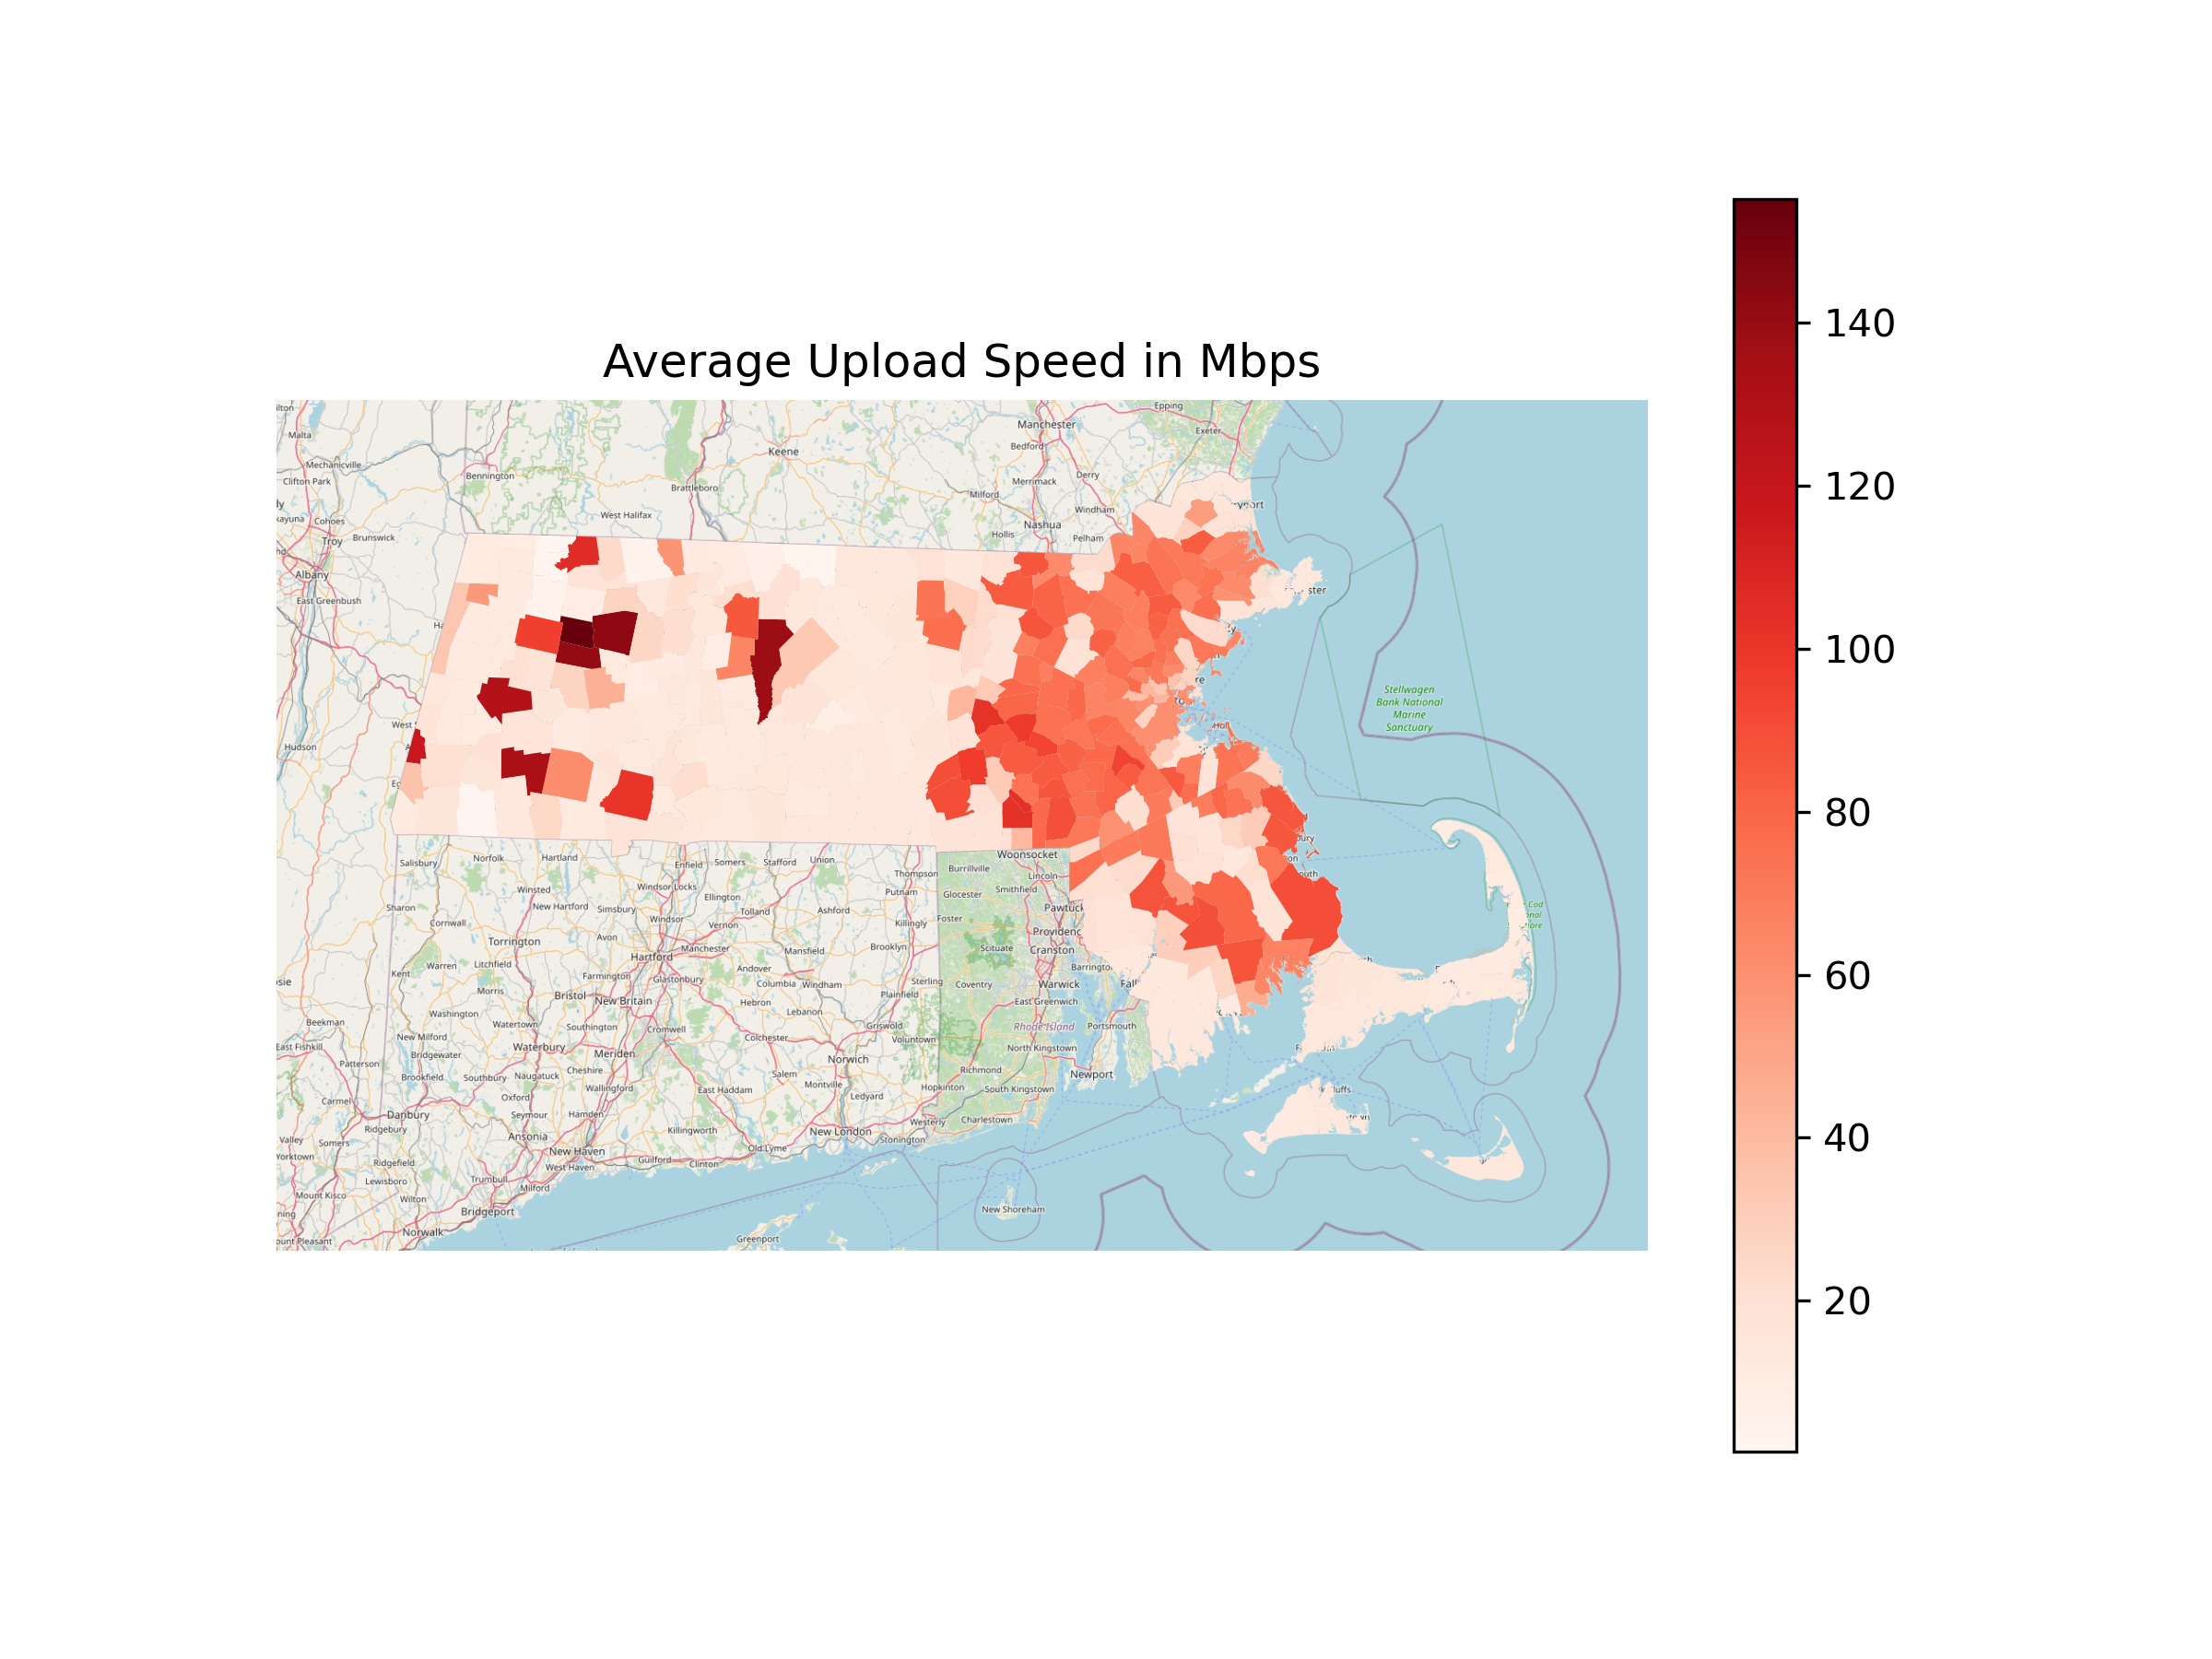 Average Upload Speed in Mbps
140
120
100
80
60
40
20
Malta
Mechanicville
Clifton Park
Cohoes
Troy
Brunswick
Albany
East Greenbush
Hudson
Bennington
Brattleboro
West Halifax
Keene
Manchester
Bedford
Derry
Merrimack
Milford
Windham
Nashua
Hollis
Pelham
Epping
Exeter
Stellwagen
Bank National
Marine
Sanctuary
Salisbury
Norfolk
Hartland
Enfield
Somers
Stafford
Union
Thompson
Woonsocket
Burrillville
Windsor Locks
Putnam
Lincoln
Smithfield
Glocester
Winsted
Ellington
Sharon
New Hartford
Simsbury
Tolland
Ashford
Foster
Cornwall
Windsor
Vernon
Killingly
Avon
Torrington
Manchester
Mansfield
Brooklyn
Scituate
Cranston
Hartford
Warren
Litchfield
Andover
Kent
Farmington
Glastonbury
Columbia
Windham
Sterling
Coventry
Warwick
Morris
Bristol
New Britain
Hebron
Plainfield
East Greenwich
Washington
Lebanon
Beekman
Watertown
Southington
Cromwell
Griswold
Rhode Island
Portsmouth
New Milford
Colchester
Voluntown
East Fishkill
Waterbury
Meriden
North Kingstown
Bridgewater
Norwich
Patterson
Cheshire
Richmond
Newport
Brookfield
Southbury
Naugatuck
Wallingford
East Haddam
Salem
Montville
Hopkinton
South Kingstown
Carmel
Oxford
Ledyard
Danbury
Seymour
Hamden
Charlestown
Ridgebury
Killingworth
Westerly
Valley
Somers
Ansonia
New London
Stonington
Yorktown
New Haven
Old Lyme
Ridgefield
West Haven
Guilford
Clinton
Lewisboro
Trumbull
Mount Kisco
Wilton
Milford
Bridgeport
New Shoreham
Norwalk
Greenport